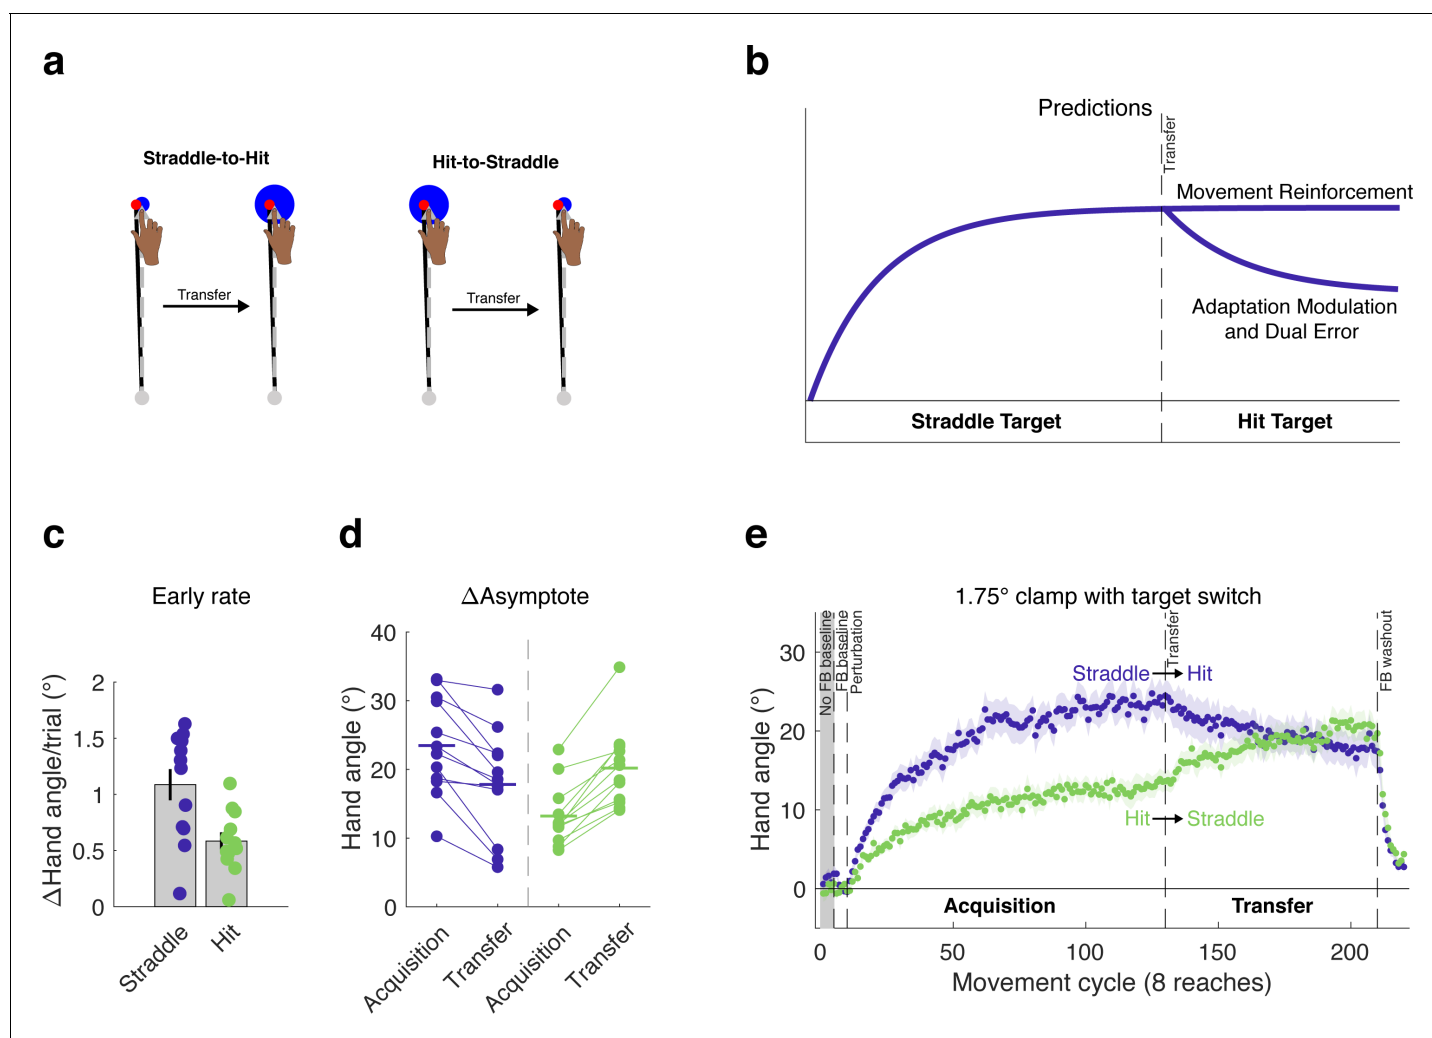 a
Straddle-to-Hit
Hit-to-Straddle
Transfer
Transfer
b
Predictions
Transfer
Movement Reinforcement
Adaptation Modulation
and Dual Error
Straddle Target
Hit Target
c
Early rate
ΔHand angle/trial (°)
2
1.5
1
0.5
0
Straddle
Hit
d
ΔAsymptote
Hand angle (°)
40
30
20
10
0
Acquisition
Transfer
Acquisition
Transfer
e
1.75° clamp with target switch
No FB baseline
FB baseline
Perturbation
Transfer
FB washout
Straddle → Hit
Hit → Straddle
Hand angle (°)
30
20
10
0
Acquisition
Transfer
0 50 100 150 200
Movement cycle (8 reaches)